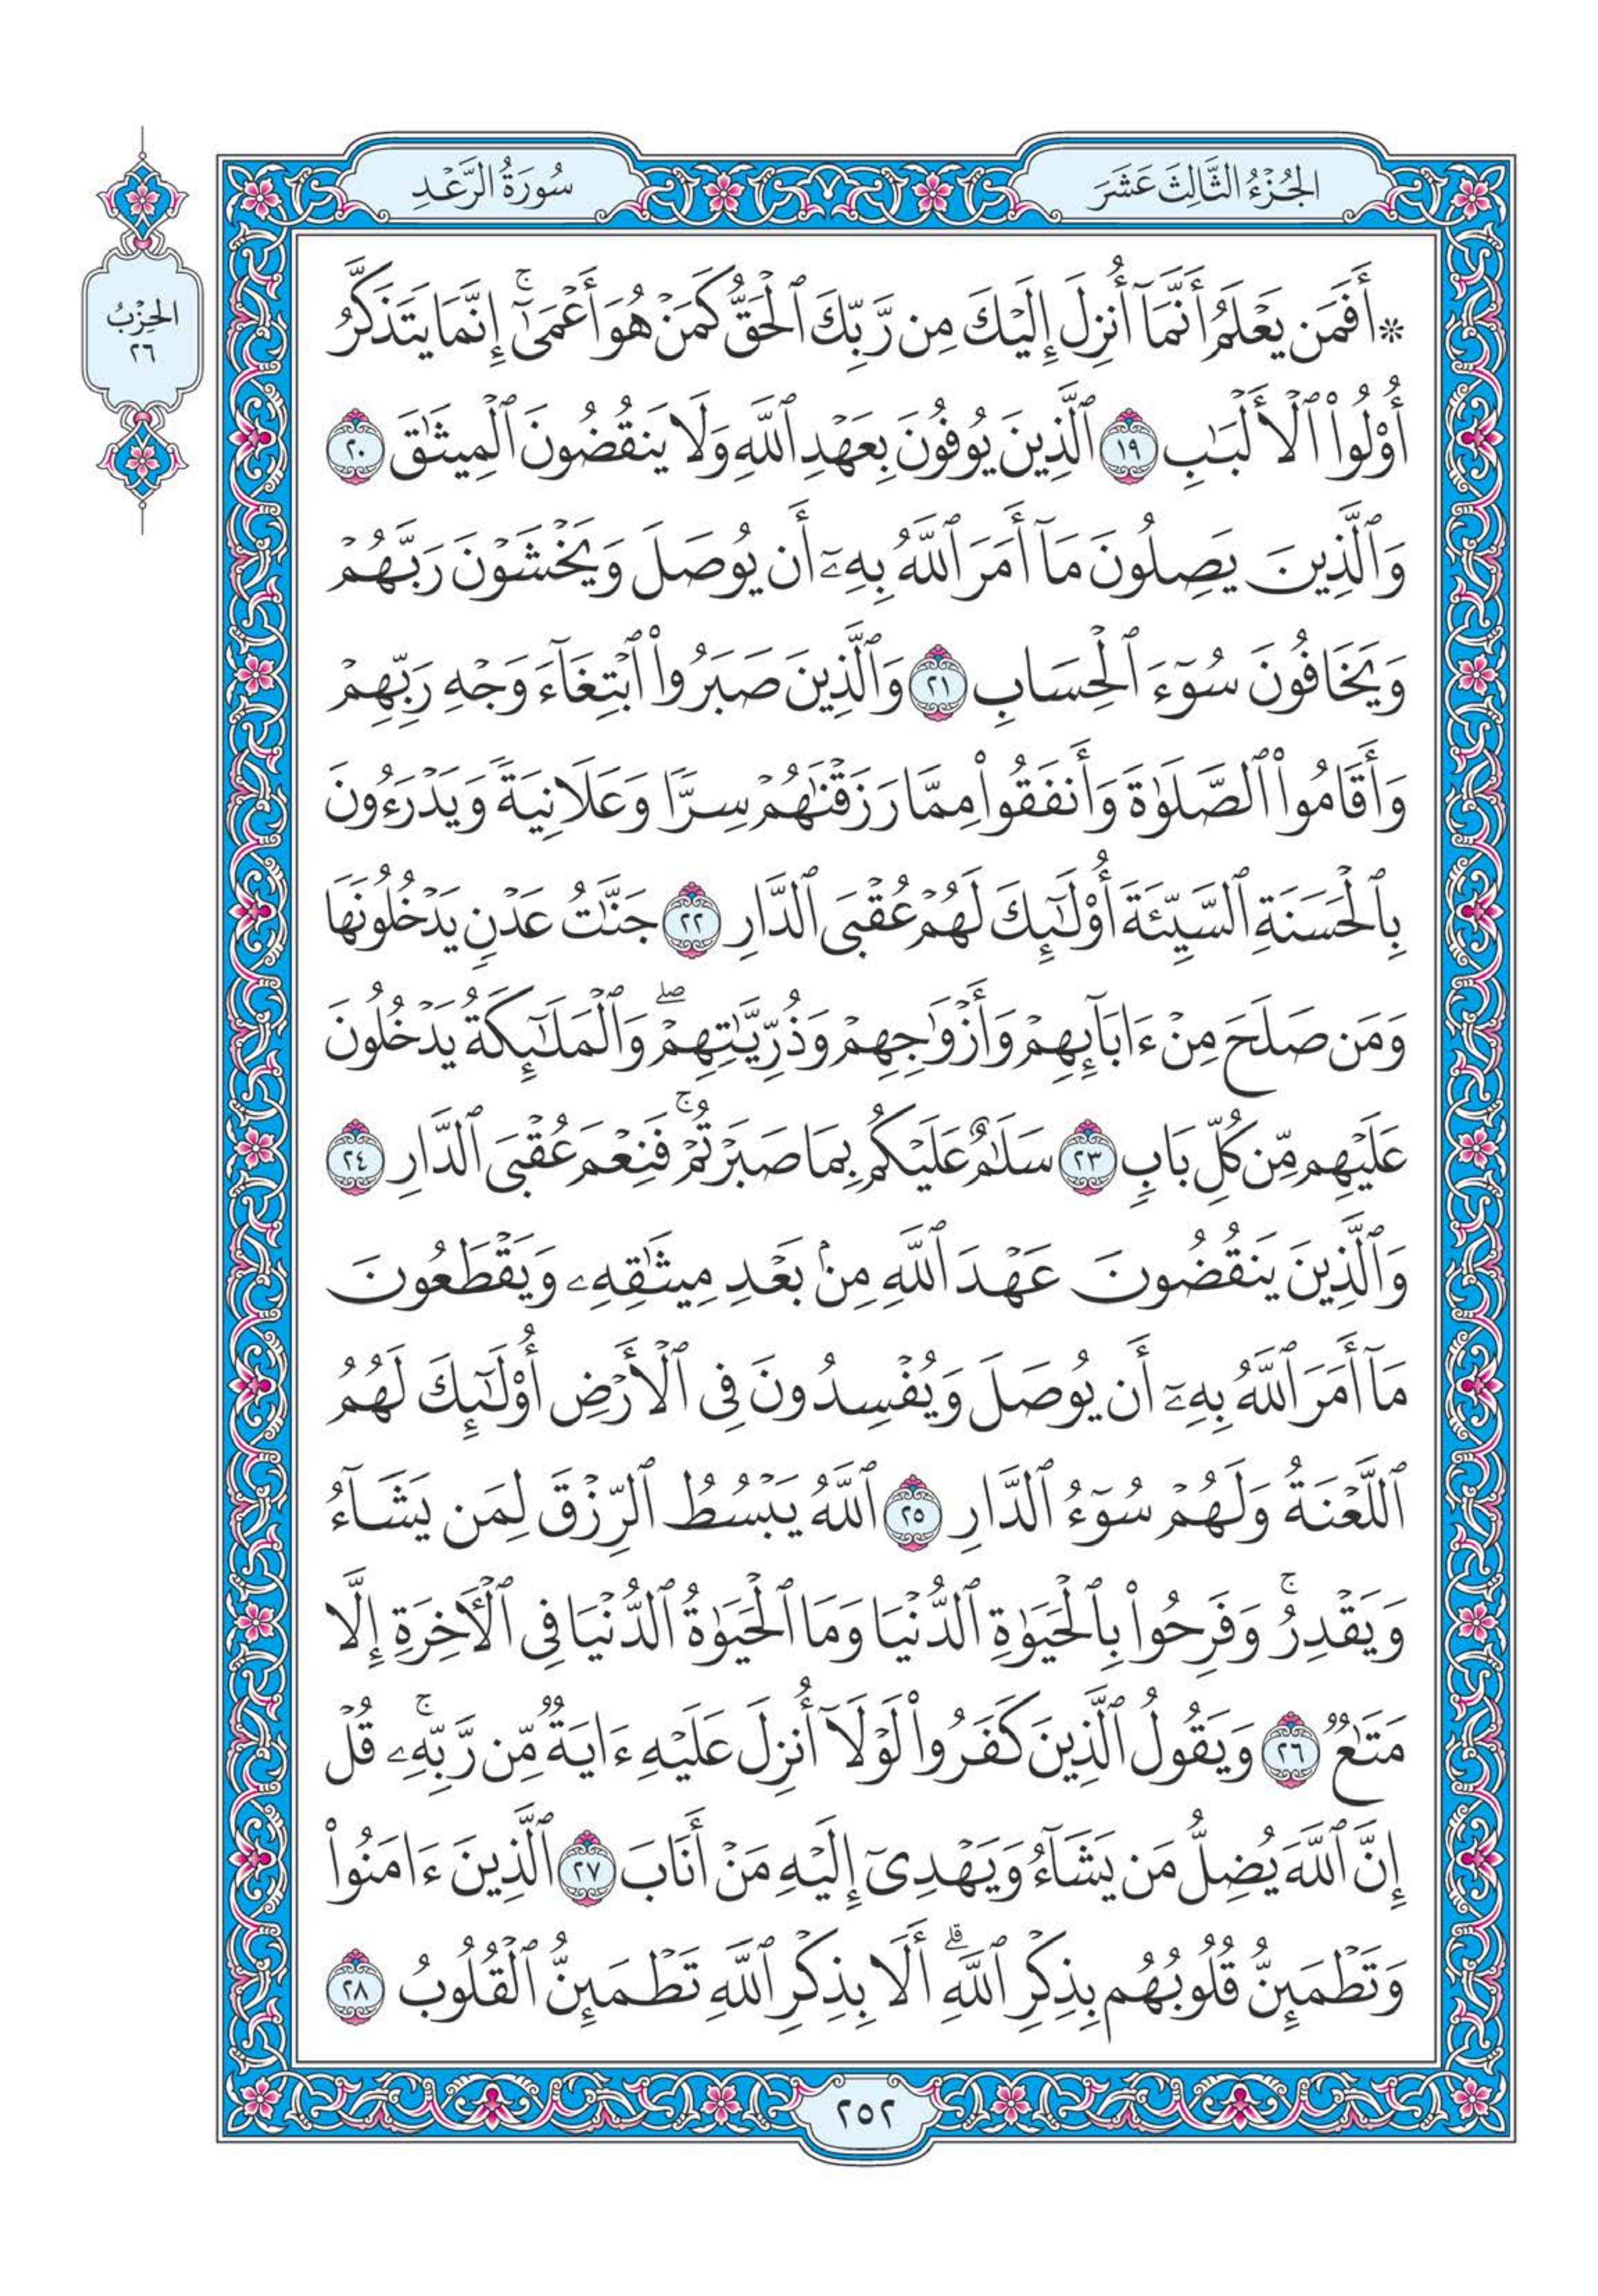 الجُزْءُ الثَّالِثَ عَشَرَ
سُورَةُ الرَّعْدِ
الحِزْبُ
٢٦
۞ أَفَمَن يَعْلَمُ أَنَّمَآ أُنزِلَ إِلَيْكَ مِن رَّبِّكَ ٱلْحَقُّ كَمَنْ هُوَ أَعْمَىٰٓۚ إِنَّمَا يَتَذَكَّرُ
أُو۟لُوا۟ ٱلْأَلْبَـٰبِ ١٩ ٱلَّذِينَ يُوفُونَ بِعَهْدِ ٱللَّهِ وَلَا يَنقُضُونَ ٱلْمِيثَـٰقَ ٢٠
وَٱلَّذِينَ يَصِلُونَ مَآ أَمَرَ ٱللَّهُ بِهِۦٓ أَن يُوصَلَ وَيَخْشَوْنَ رَبَّهُمْ
وَيَخَافُونَ سُوٓءَ ٱلْحِسَابِ ٢١ وَٱلَّذِينَ صَبَرُوا۟ ٱبْتِغَآءَ وَجْهِ رَبِّهِمْ
وَأَقَامُوا۟ ٱلصَّلَوٰةَ وَأَنفَقُوا۟ مِمَّا رَزَقْنَـٰهُمْ سِرًّا وَعَلَانِيَةً وَيَدْرَءُونَ
بِٱلْحَسَنَةِ ٱلسَّيِّئَةَ أُو۟لَـٰٓئِكَ لَهُمْ عُقْبَى ٱلدَّارِ ٢٢ جَنَّـٰتُ عَدْنٍ يَدْخُلُونَهَا
وَمَن صَلَحَ مِنْ ءَابَآئِهِمْ وَأَزْوَٰجِهِمْ وَذُرِّيَّـٰتِهِمْۖ وَٱلْمَلَـٰٓئِكَةُ يَدْخُلُونَ
عَلَيْهِم مِّن كُلِّ بَابٍ ٢٣ سَلَـٰمٌ عَلَيْكُم بِمَا صَبَرْتُمْۚ فَنِعْمَ عُقْبَى ٱلدَّارِ ٢٤
وَٱلَّذِينَ يَنقُضُونَ عَهْدَ ٱللَّهِ مِنۢ بَعْدِ مِيثَـٰقِهِۦ وَيَقْطَعُونَ
مَآ أَمَرَ ٱللَّهُ بِهِۦٓ أَن يُوصَلَ وَيُفْسِدُونَ فِى ٱلْأَرْضِ أُو۟لَـٰٓئِكَ لَهُمُ
ٱللَّعْنَةُ وَلَهُمْ سُوٓءُ ٱلدَّارِ ٢٥ ٱللَّهُ يَبْسُطُ ٱلرِّزْقَ لِمَن يَشَآءُ
وَيَقْدِرُۚ وَفَرِحُوا۟ بِٱلْحَيَوٰةِ ٱلدُّنْيَا وَمَا ٱلْحَيَوٰةُ ٱلدُّنْيَا فِى ٱلْـَٔاخِرَةِ إِلَّا
مَتَـٰعٌ ٢٦ وَيَقُولُ ٱلَّذِينَ كَفَرُوا۟ لَوْلَآ أُنزِلَ عَلَيْهِ ءَايَةٌ مِّن رَّبِّهِۦۚ قُلْ
إِنَّ ٱللَّهَ يُضِلُّ مَن يَشَآءُ وَيَهْدِىٓ إِلَيْهِ مَنْ أَنَابَ ٢٧ ٱلَّذِينَ ءَامَنُوا۟
وَتَطْمَئِنُّ قُلُوبُهُم بِذِكْرِ ٱللَّهِۗ أَلَا بِذِكْرِ ٱللَّهِ تَطْمَئِنُّ ٱلْقُلُوبُ ٢٨
٢٥٢